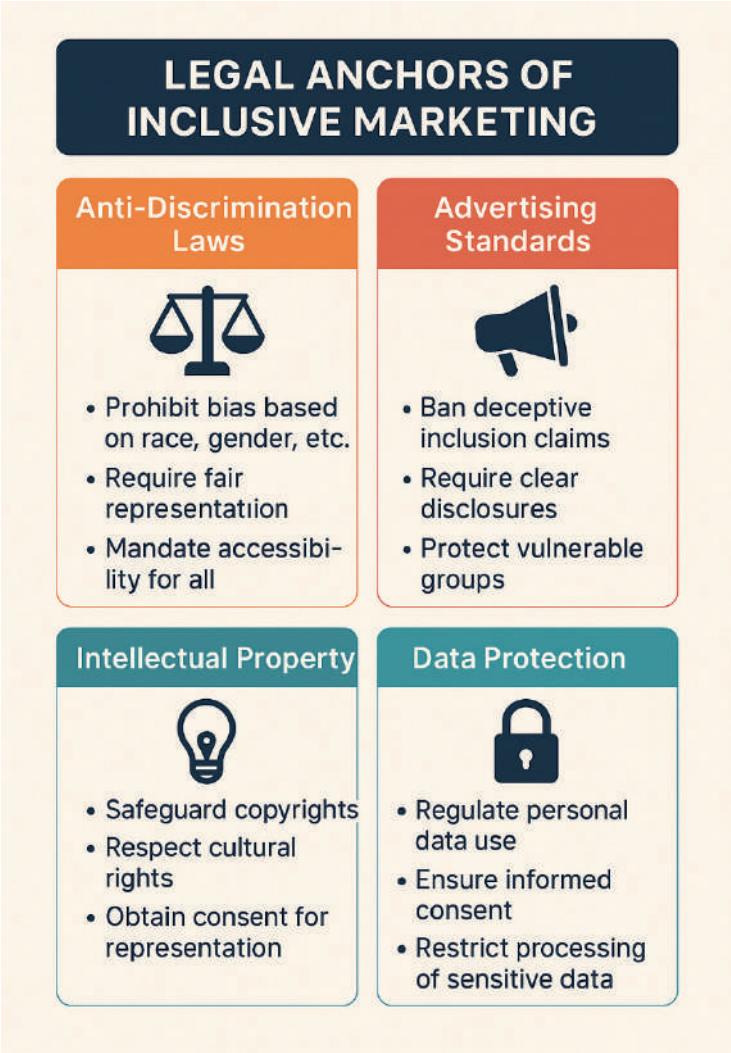 LEGAL ANCHORS OF
INCLUSIVE MARKETING
Anti-Discrimination
Laws
• Prohibit bias based
on race, gender, etc.
• Require fair
representatıion
• Mandate accessibi-
lity for all
Advertising
Standards
• Ban deceptive
inclusion claims
• Require clear
disclosures
• Protect vulnerable
groups
Intellectual Property
• Safeguard copyrights
• Respect cultural
rights
• Obtain consent for
representation
Data Protection
• Regulate personal
data use
• Ensure informed
consent
• Restrict processing
of sensitive data